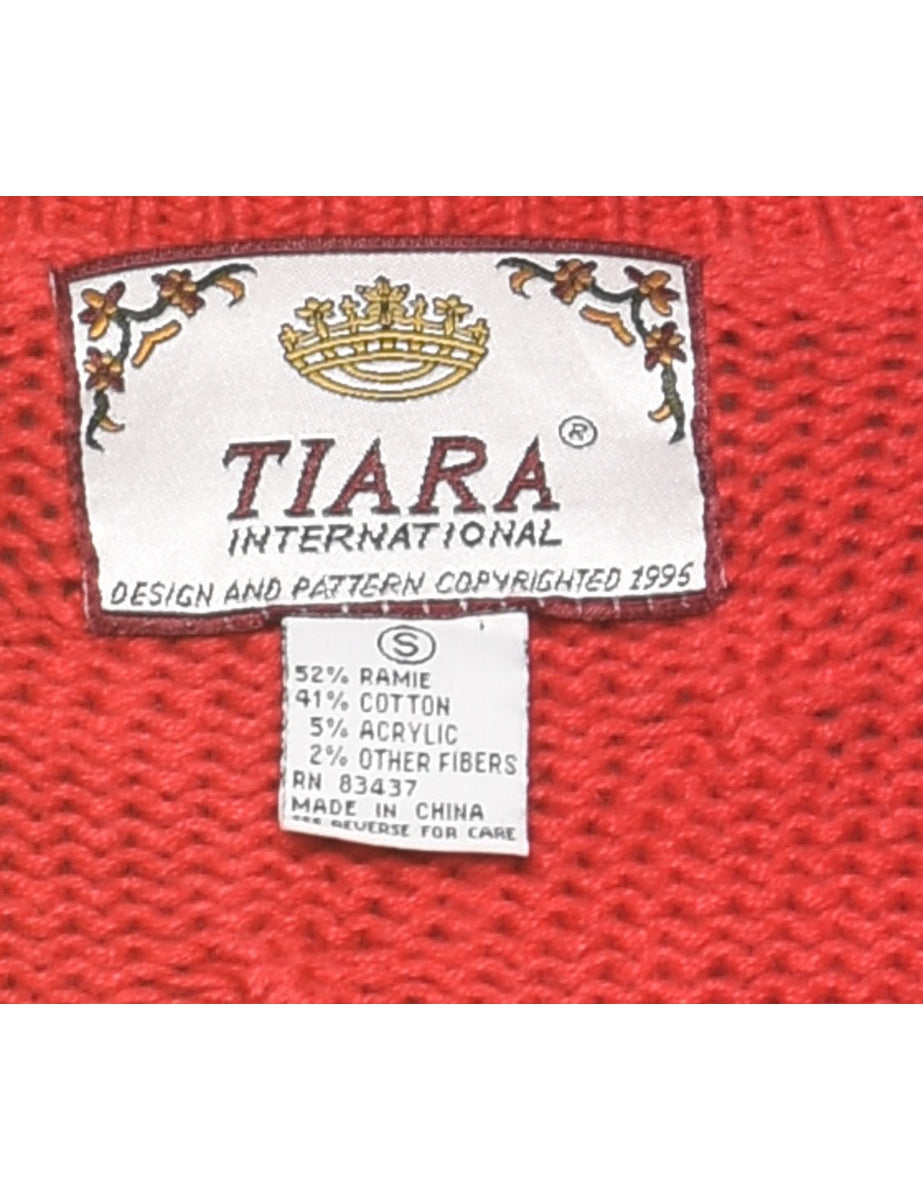 TIARA ®
INTERNATIONAL
DESIGN AND PATTERN COPYRIGHTED 1995
S
52% RAMIE
41% COTTON
5% ACRYLIC
2% OTHER FIBERS
RN 83437
MADE IN CHINA
REVERSE FOR CARE